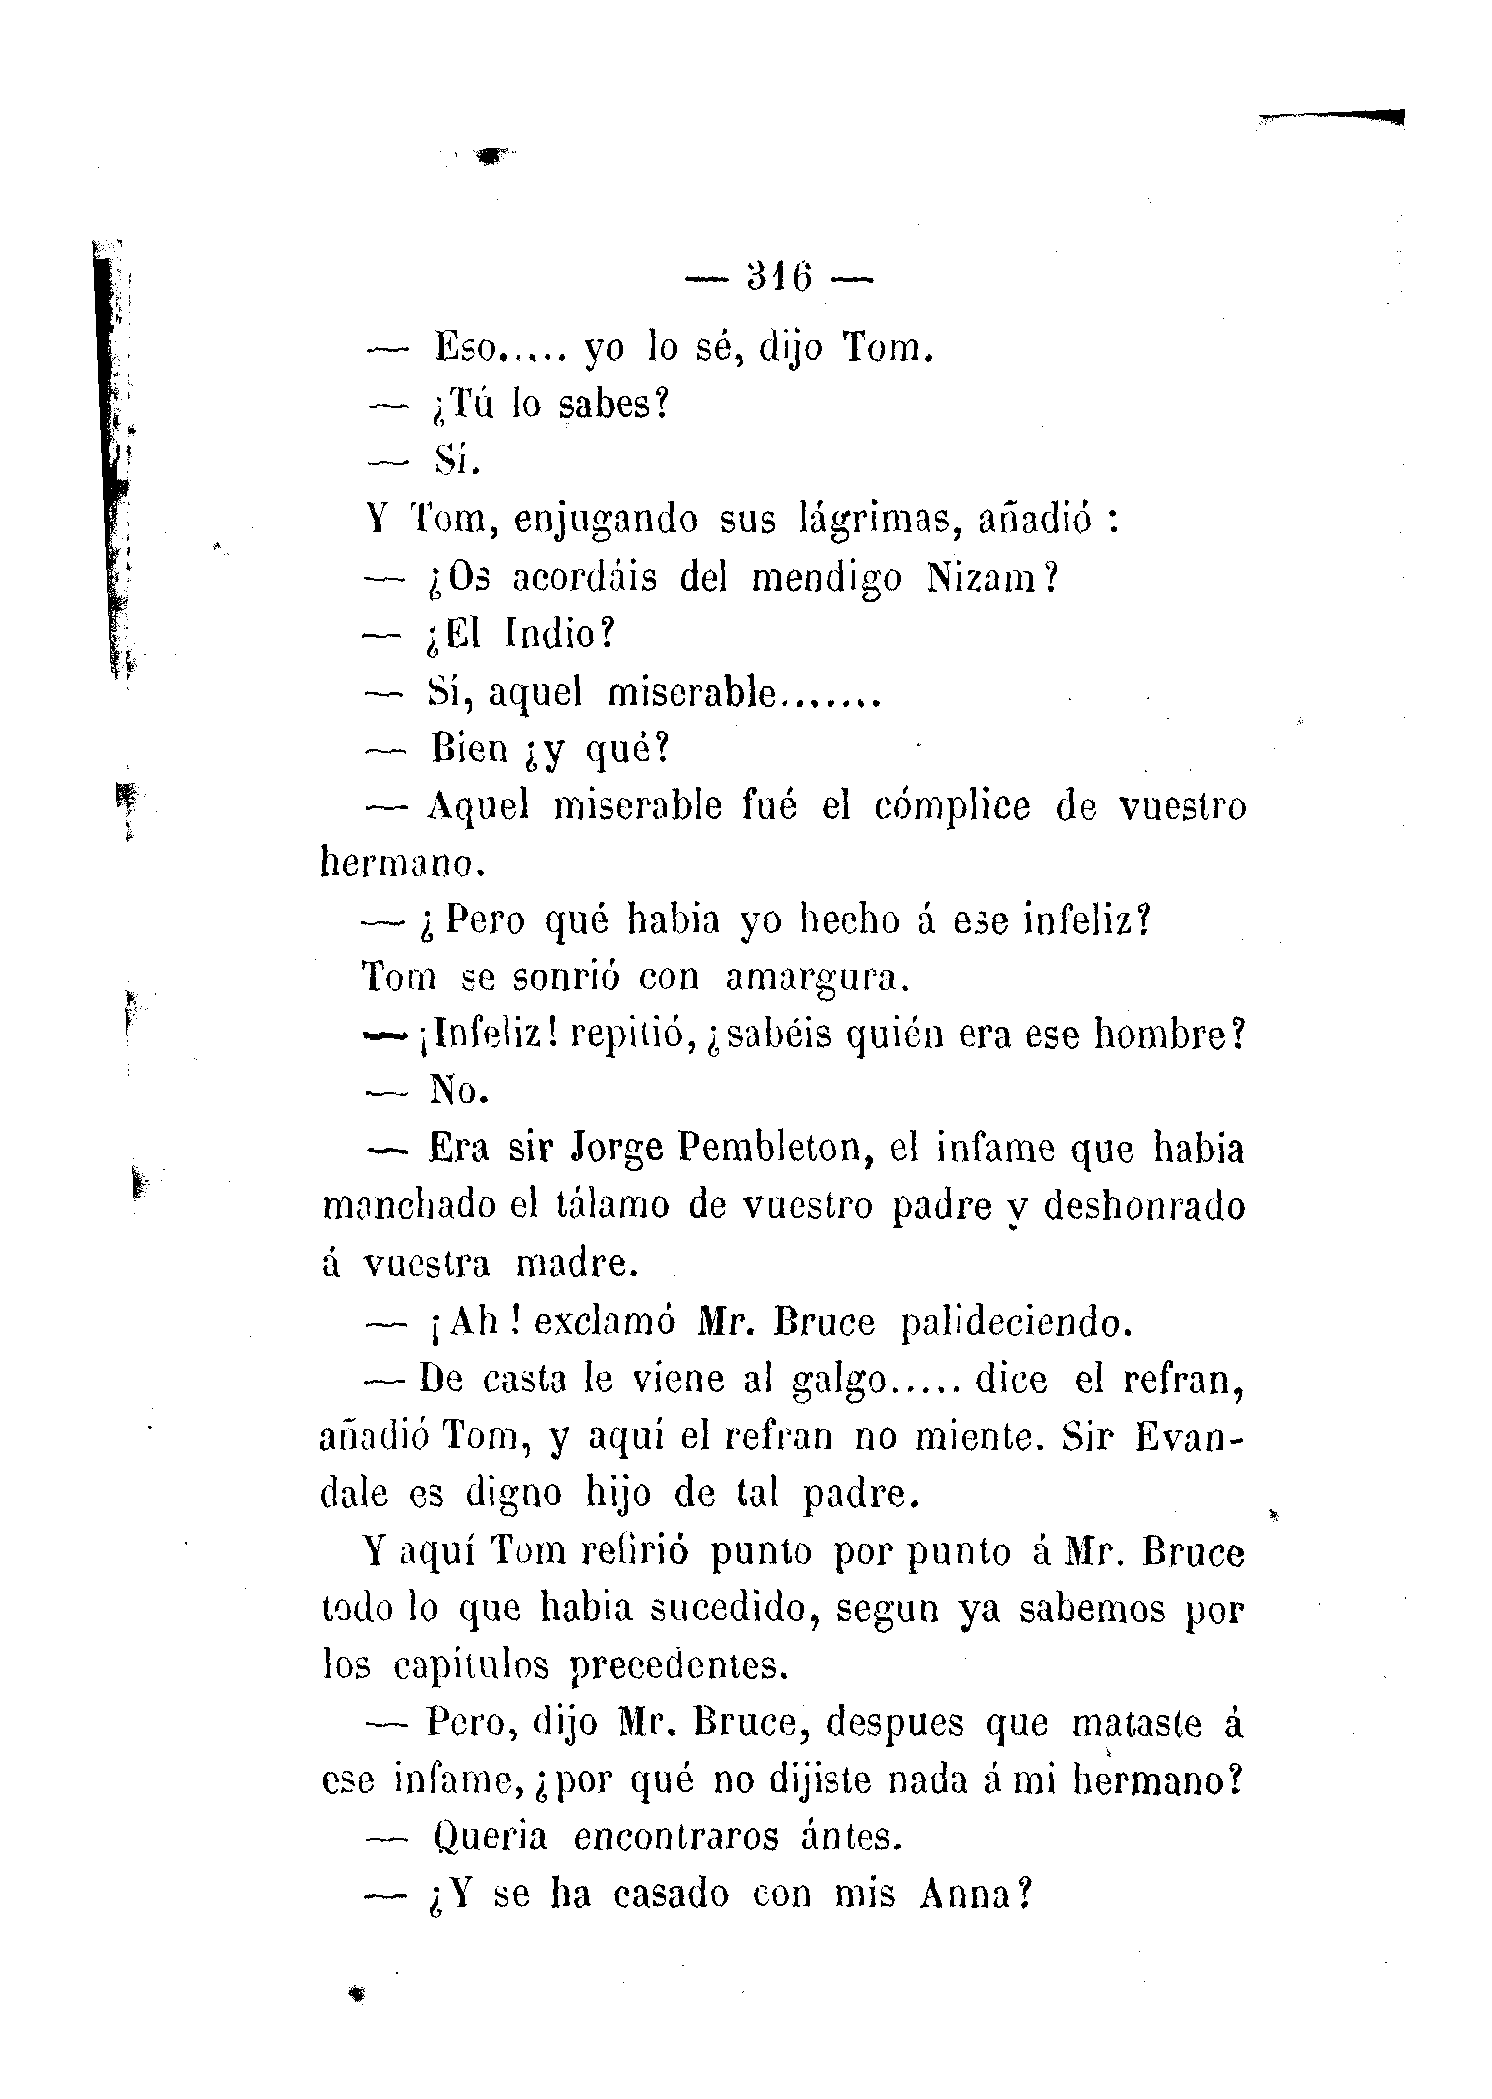 — 316 —
— Eso..... yo lo sé, dijo Tom.
— ¿Tú lo sabes?
— Sí.
Y Tom, enjugando sus lágrimas, añadió :
— ¿Os acordáis del mendigo Nizam?
— ¿El Indio?
— Sí, aquel miserable.......
— Bien ¿y qué?
— Aquel miserable fué el cómplice de vuestro
hermano.
— ¿ Pero qué habia yo hecho á ese infeliz?
Tom se sonrió con amargura.
— ¡Infeliz! repitió, ¿sabéis quién era ese hombre?
— No.
— Era sir Jorge Pembleton, el infame que habia
manchado el tálamo de vuestro padre y deshonrado
á vuestra madre.
— ¡Ah! exclamó Mr. Bruce palideciendo.
— De casta le viene al galgo..... dice el refran,
añadió Tom, y aquí el refran no miente. Sir Evan-
dale es digno hijo de tal padre.
Y aquí Tom refirió punto por punto á Mr. Bruce
todo lo que habia sucedido, segun ya sabemos por
los capítulos precedentes.
— Pero, dijo Mr. Bruce, despues que mataste á
ese infame, ¿por qué no dijiste nada á mi hermano?
— Queria encontraros ántes.
— ¿Y se ha casado con mis Anna?